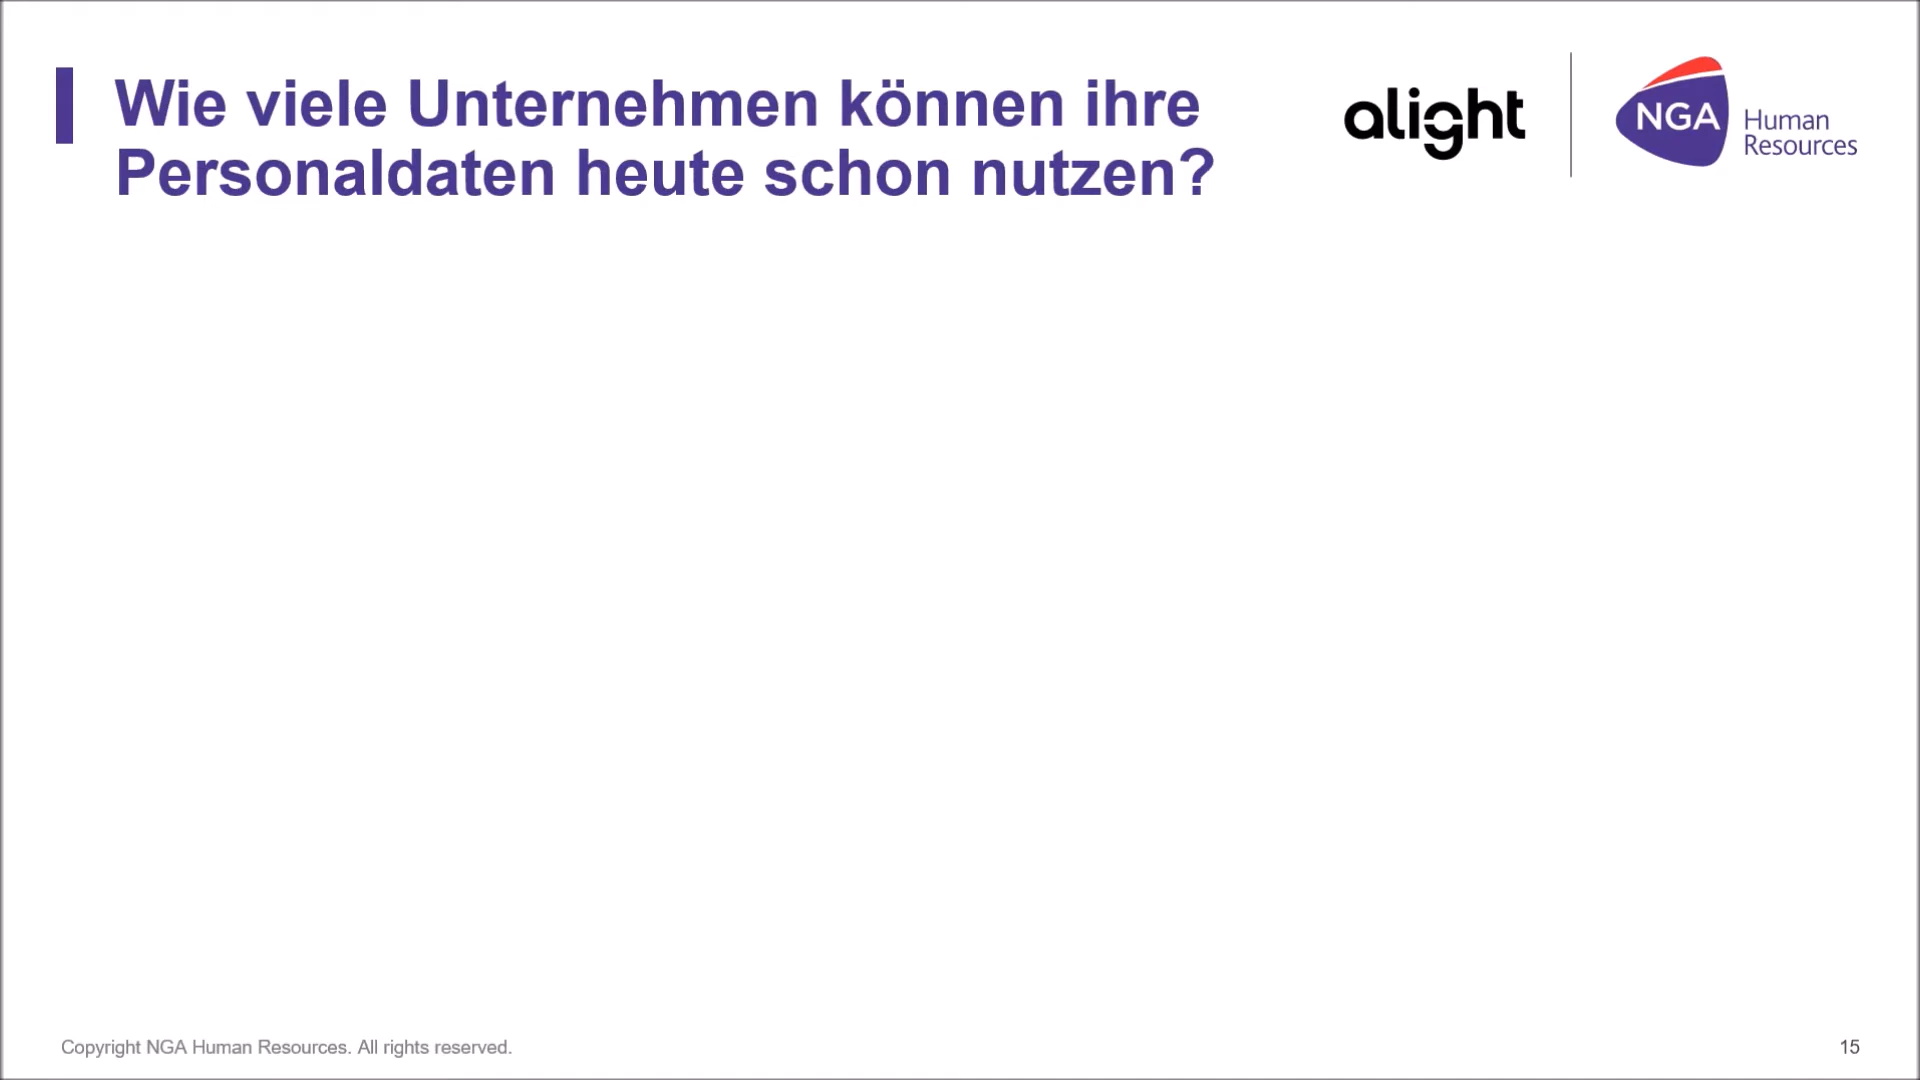 Wie viele Unternehmen können ihre
Personaldaten heute schon nutzen?
alight
NGA
Human
Resources
Copyright NGA Human Resources. All rights reserved.
15